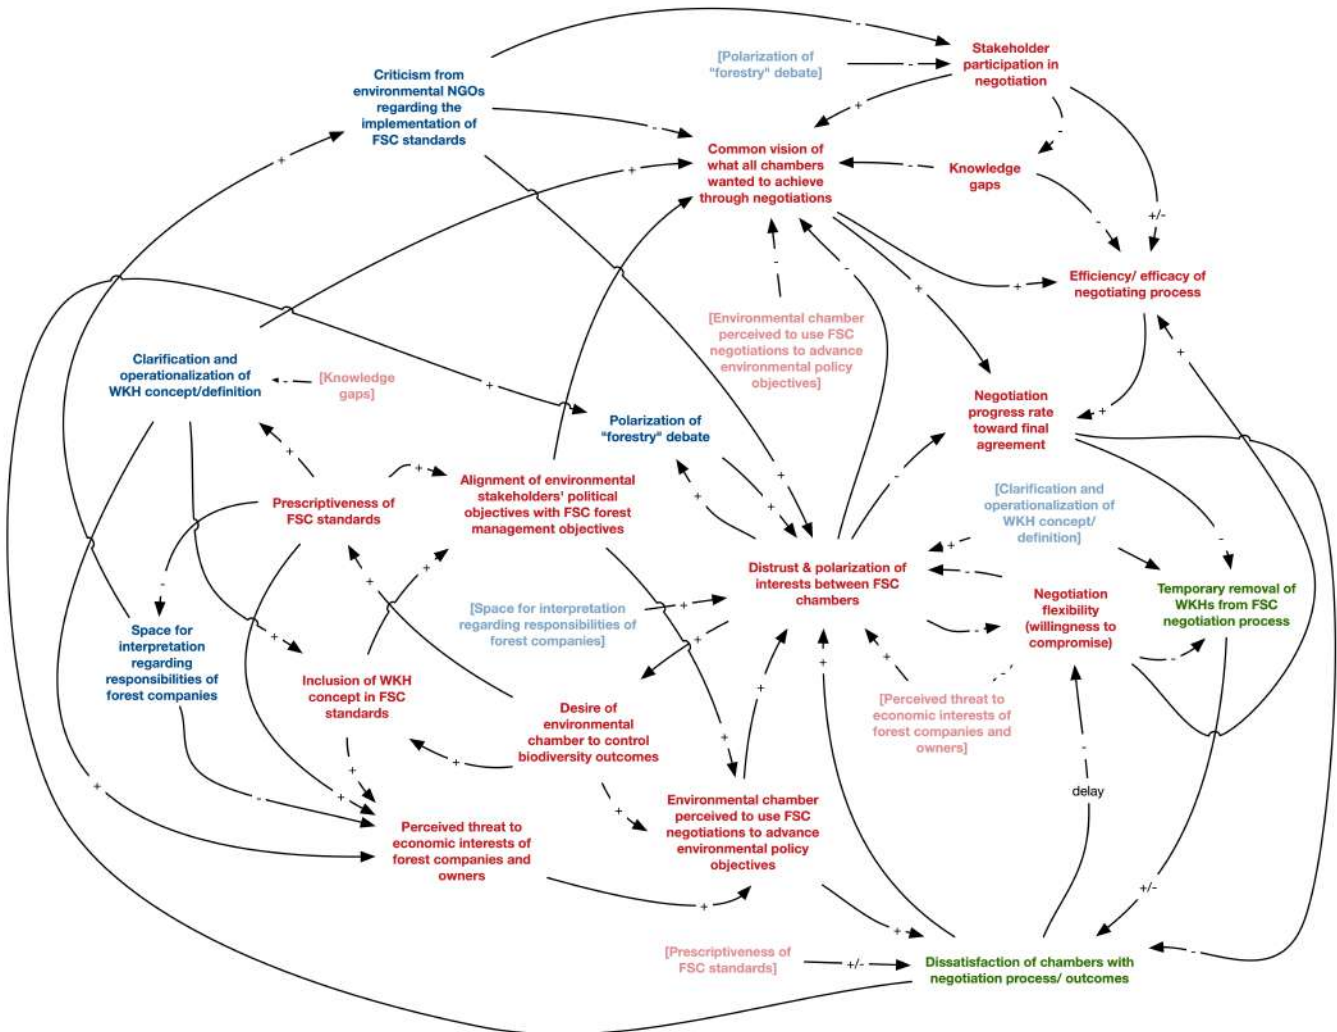 Criticism from
environmental NGOs
regarding the
implementation of
FSC standards
[Polarization of
"forestry" debate]
Stakeholder
participation in
negotiation
Common vision of
what all chambers
wanted to achieve
through negotiations
Knowledge
gaps
Efficiency/ efficacy of
negotiating process
[Environmental chamber
perceived to use FSC
negotiations to advance
environmental policy
objectives]
Clarification and
operationalization of
WKH concept/definition
[Knowledge
gaps]
Polarization of
"forestry" debate
Negotiation
progress rate
toward final
agreement
Prescriptiveness of
FSC standards
Alignment of environmental
stakeholders' political
objectives with FSC forest
management objectives
[Clarification and
operationalization of
WKH concept/
definition]
Distrust & polarization of
interests between FSC
chambers
Negotiation
flexibility
(willingness to
compromise)
Temporary removal of
WKHs from FSC
negotiation process
[Space for interpretation
regarding responsibilities of
forest companies]
Space for
interpretation
regarding
responsibilities of
forest companies
Inclusion of WKH
concept in FSC
standards
Desire of
environmental
chamber to control
biodiversity outcomes
[Perceived threat to
economic interests of
forest companies and
owners]
Perceived threat to
economic interests of
forest companies and
owners
Environmental chamber
perceived to use FSC
negotiations to advance
environmental policy
objectives
delay
[Prescriptiveness of
FSC standards]
Dissatisfaction of chambers with
negotiation process/ outcomes
+/-
+/-
+/-